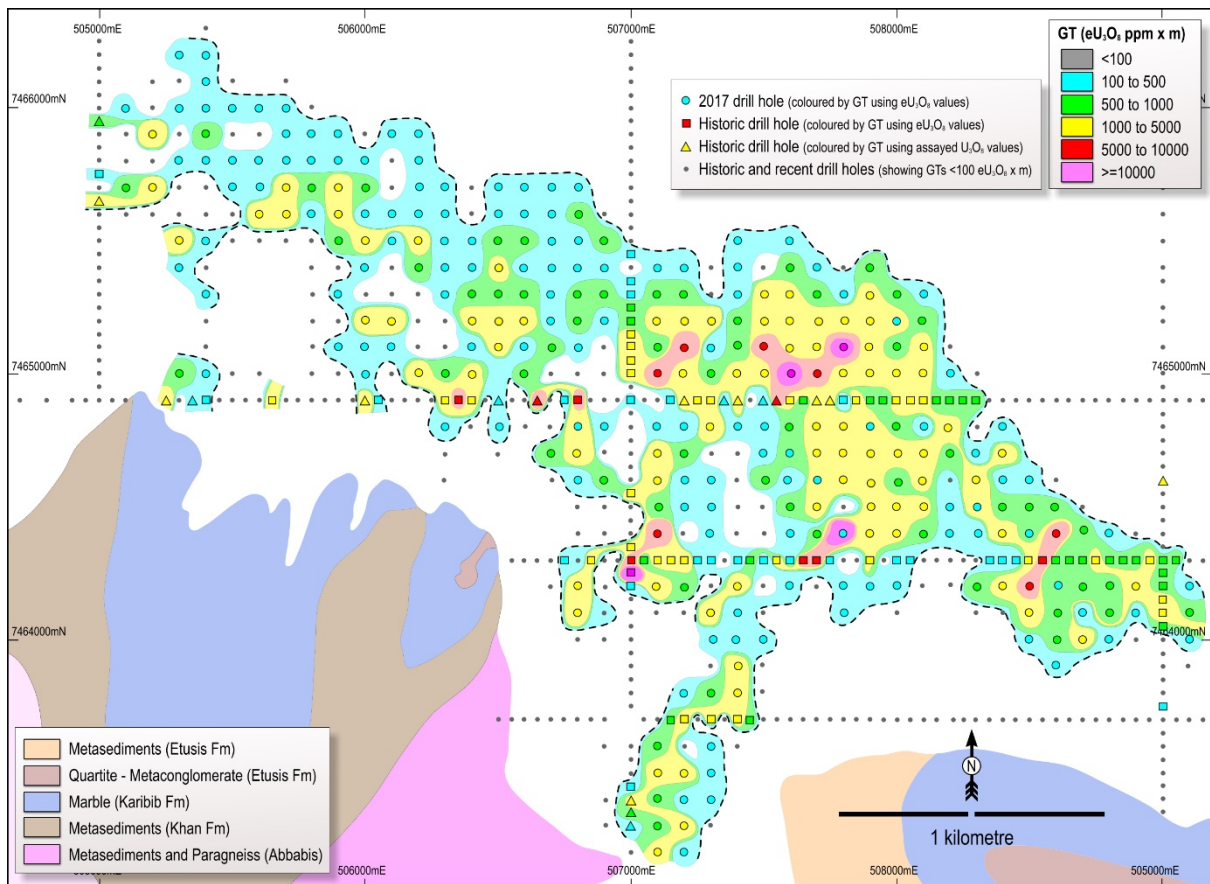 505000mE
506000mE
507000mE
508000mE
GT (eU₃O₈ ppm x m)
<100
100 to 500
500 to 1000
1000 to 5000
5000 to 10000
>=10000
2017 drill hole (coloured by GT using eU₃O₈ values)
Historic drill hole (coloured by GT using eU₃O₈ values)
Historic drill hole (coloured by GT using assayed U₃O₈ values)
Historic and recent drill holes (showing GTs <100 eU₃O₈ x m)
7466000mN
7466000mN
7465000mN
7465000mN
7464000mN
7464000mN
Metasediments (Etusis Fm)
Quartite - Metaconglomerate (Etusis Fm)
Marble (Karibib Fm)
Metasediments (Khan Fm)
Metasediments and Paragneiss (Abbabis)
N
1 kilometre
506000mE
507000mE
508000mE
505000mE